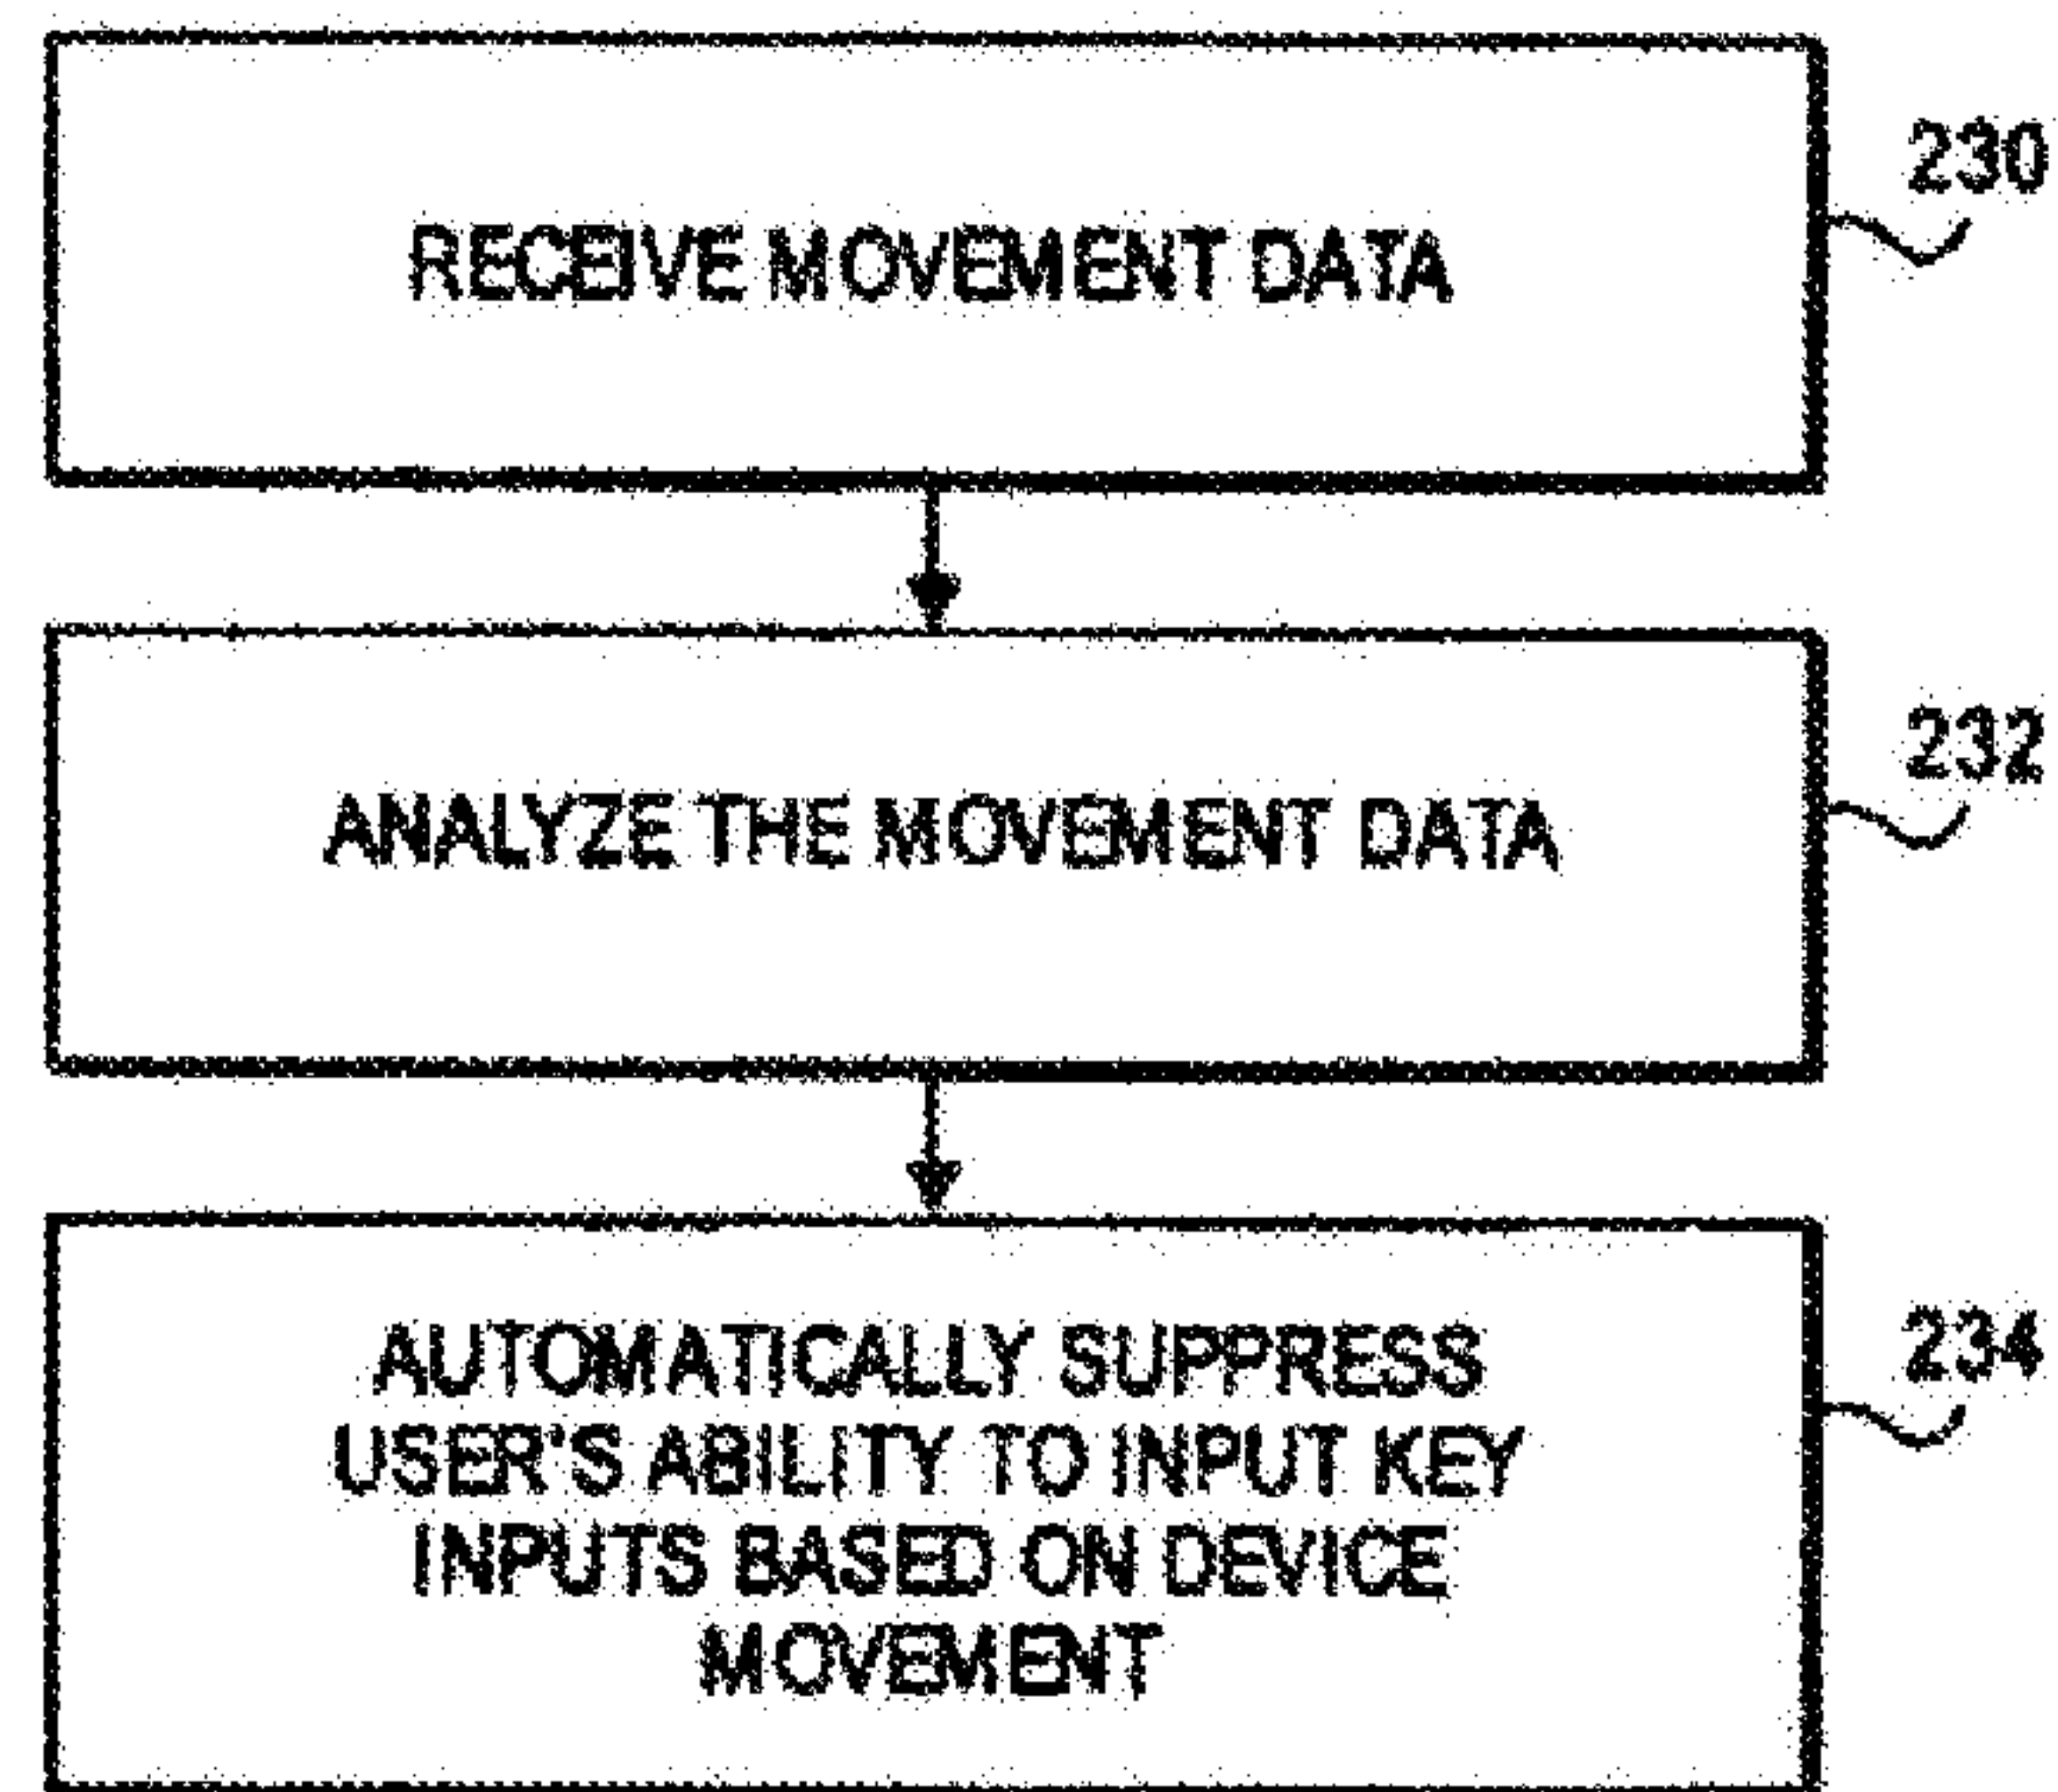 230
RECEIVE MOVEMENT DATA
232
ANALYZE THE MOVEMENT DATA
234
AUTOMATICALLY SUPPRESS
USER'S ABILITY TO INPUT KEY
INPUTS BASED ON DEVICE
MOVEMENT